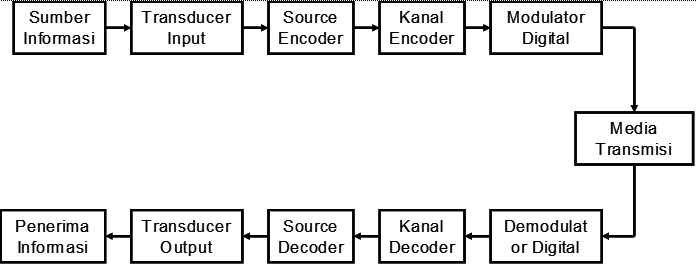 Sumber
Informasi
Transducer
Input
Source
Encoder
Kanal
Encoder
Modulator
Digital
Media
Transmisi
Penerima
Informasi
Transducer
Output
Source
Decoder
Kanal
Decoder
Demodulat
or Digital